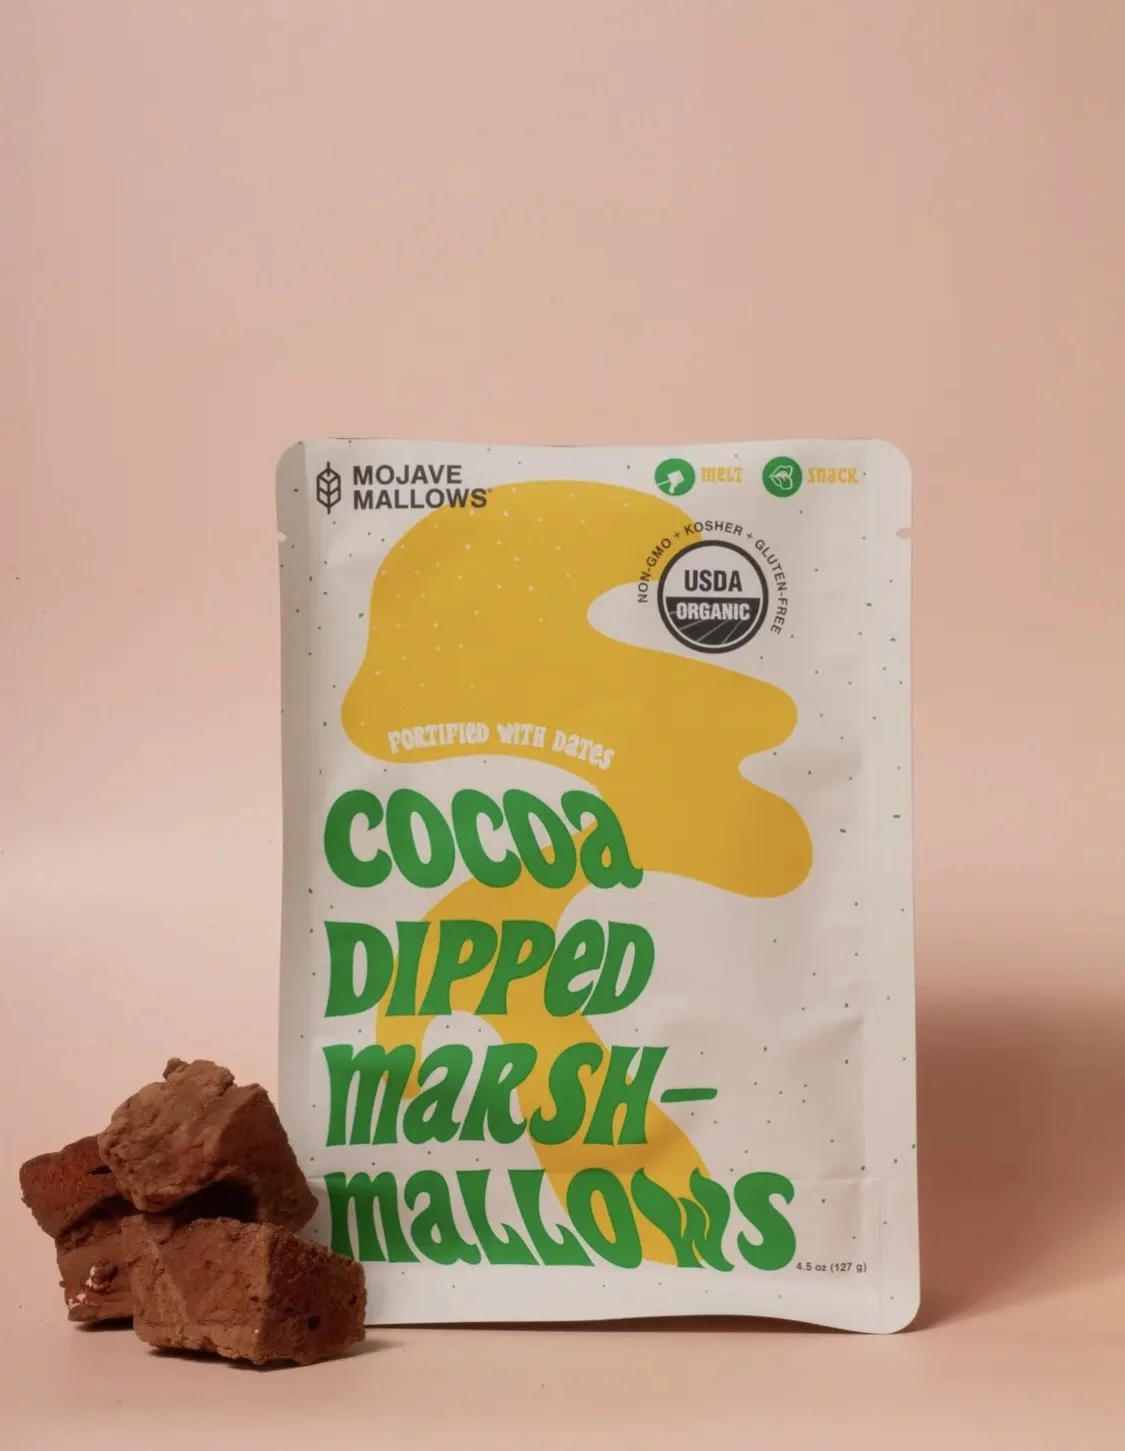 MOJAVE
MALLOWS®
MELT
SNACK
NON-GMO + KOSHER + GLUTEN-FREE
USDA
ORGANIC
FORTIFIED WITH DATES
COCOA
DIPPED
MARSH-
MALLOWS
4.5 oz (127 g)